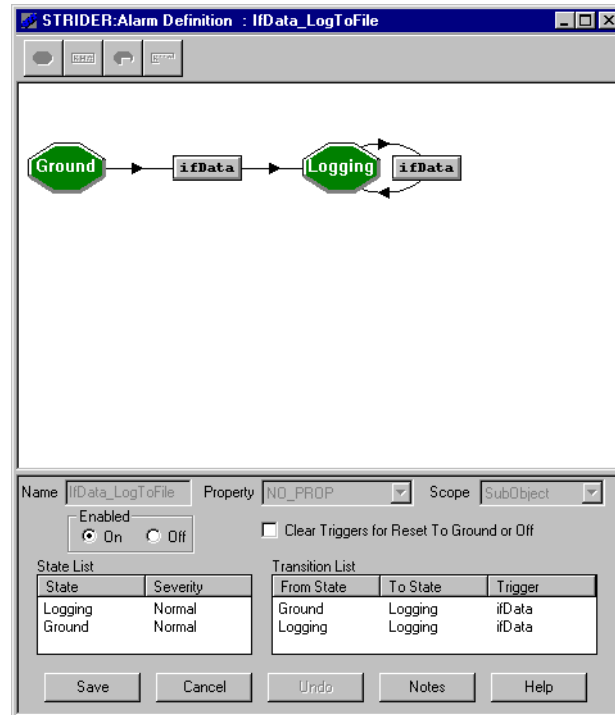 STRIDER:Alarm Definition : IfData_LogToFile
Ground ifData Logging ifData
Name IfData_LogToFile Property NO_PROP Scope SubObject
Enabled
On Off Clear Triggers for Reset To Ground or Off
State List Transition List
State Severity From State To State Trigger
Logging Normal Ground Logging ifData
Ground Normal Logging Logging ifData
Save Cancel Undo Notes Help